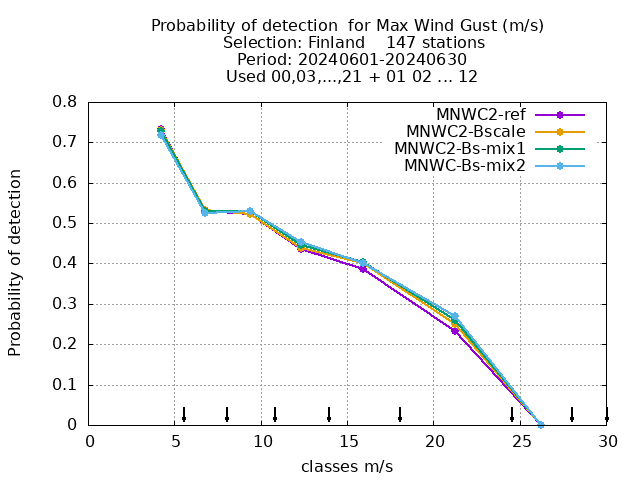 Probability of detection  for Max Wind Gust (m/s)
Selection: Finland    147 stations
Period: 20240601-20240630
Used 00,03,...,21 + 01 02 ... 12
MNWC2-ref
MNWC2-Bscale
MNWC2-Bs-mix1
MNWC-Bs-mix2
Probability of detection
0.8
0.7
0.6
0.5
0.4
0.3
0.2
0.1
0
0 5 10 15 20 25 30
classes m/s